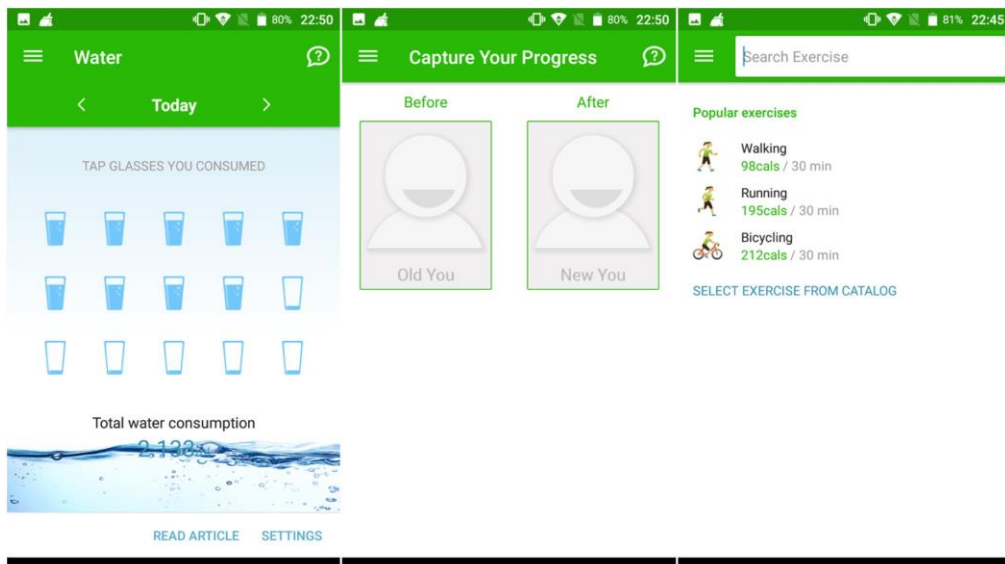 80% 22:50
Water
Today
TAP GLASSES YOU CONSUMED
Total water consumption
READ ARTICLE SETTINGS
80% 22:50
Capture Your Progress
Before After
Old You New You
81% 22:45
Search Exercise
Popular exercises
Walking
98cals / 30 min
Running
195cals / 30 min
Bicycling
212cals / 30 min
SELECT EXERCISE FROM CATALOG